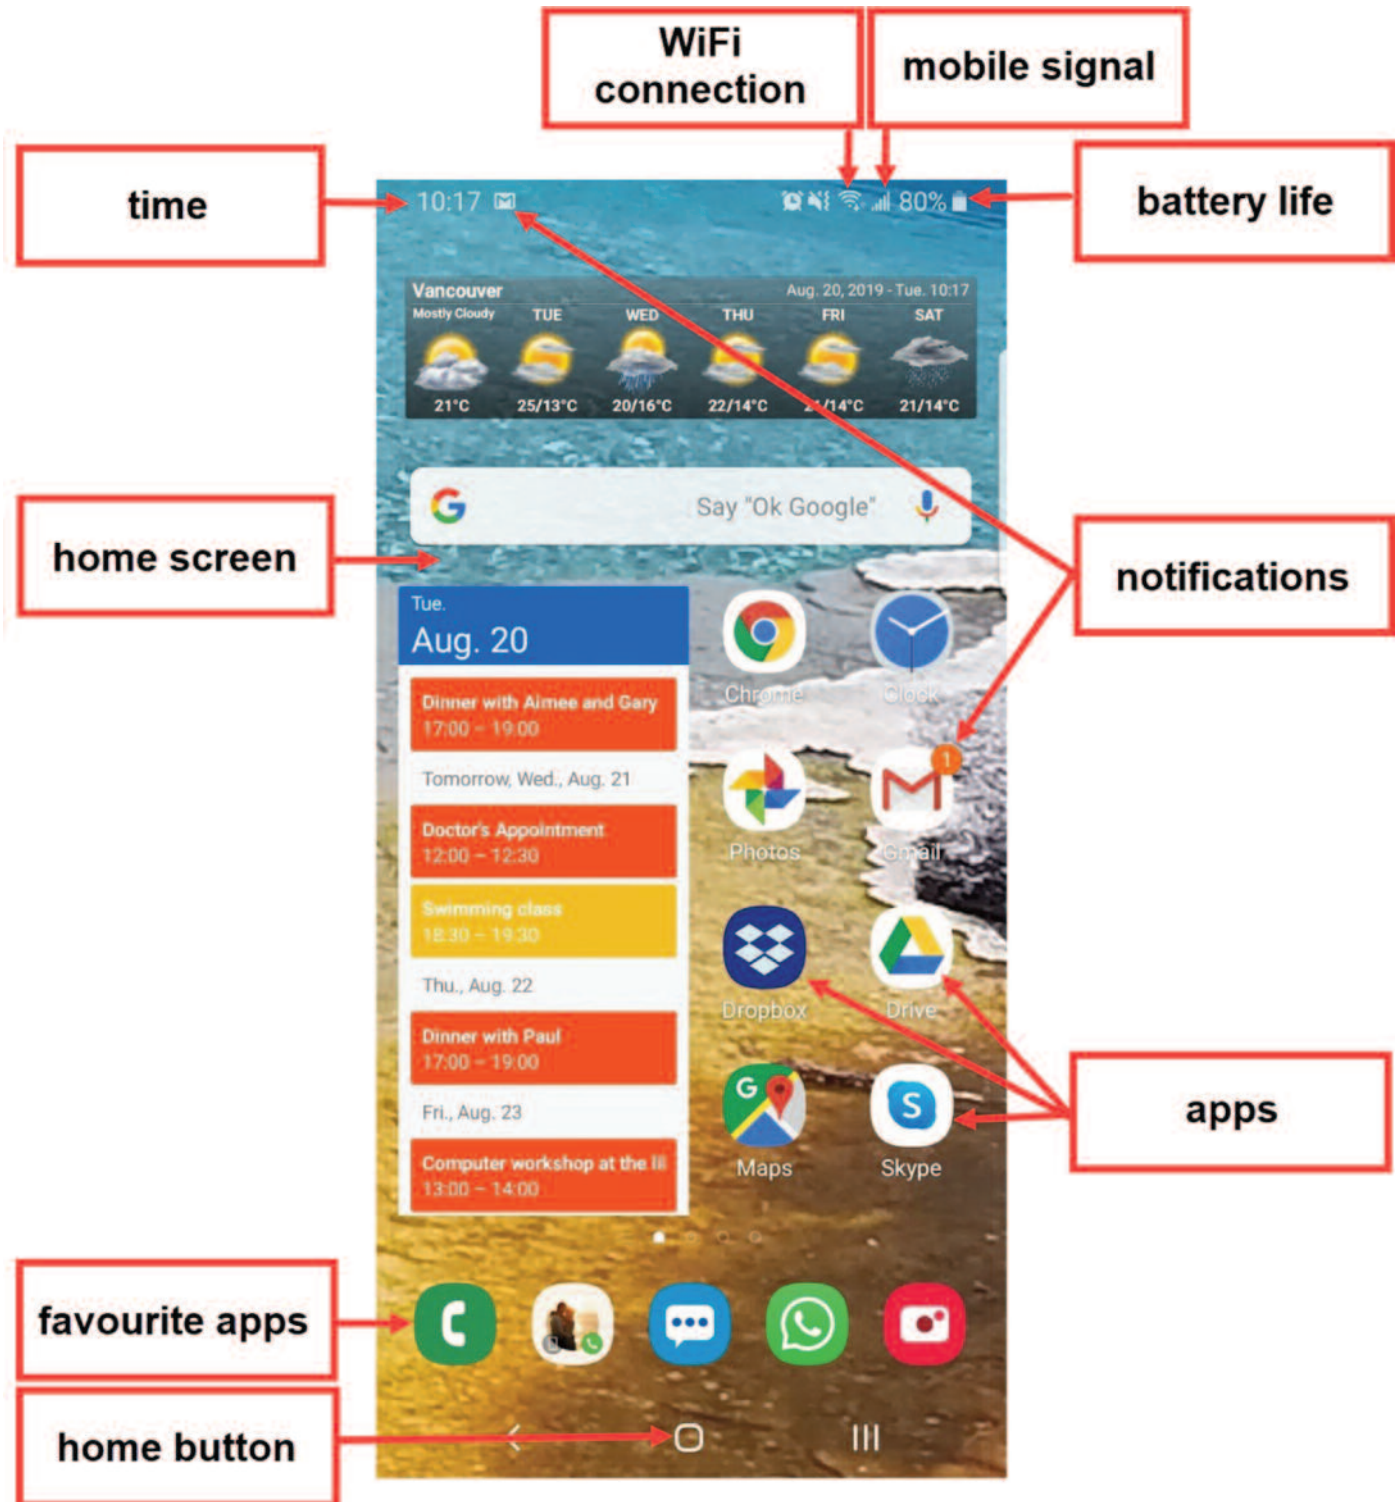 WiFi
connection
mobile signal
time
battery life
10:17
80%
Vancouver
Aug. 20, 2019 - Tue. 10:17
Mostly Cloudy
TUE
WED
THU
FRI
SAT
21°C
25/13°C
20/16°C
22/14°C
21/14°C
21/14°C
G
Say "Ok Google"
home screen
notifications
Tue.
Aug. 20
Dinner with Aimee and Gary
17:00 – 19:00
Tomorrow, Wed., Aug. 21
Doctor's Appointment
12:00 – 12:30
Swimming class
18:30 – 19:30
Thu., Aug. 22
Dinner with Paul
17:00 – 19:00
Fri., Aug. 23
Computer workshop at the
13:00 – 14:00
Chrome
Clock
1
Photos
Gmail
Dropbox
Drive
G
S
Maps
Skype
apps
favourite apps
home button